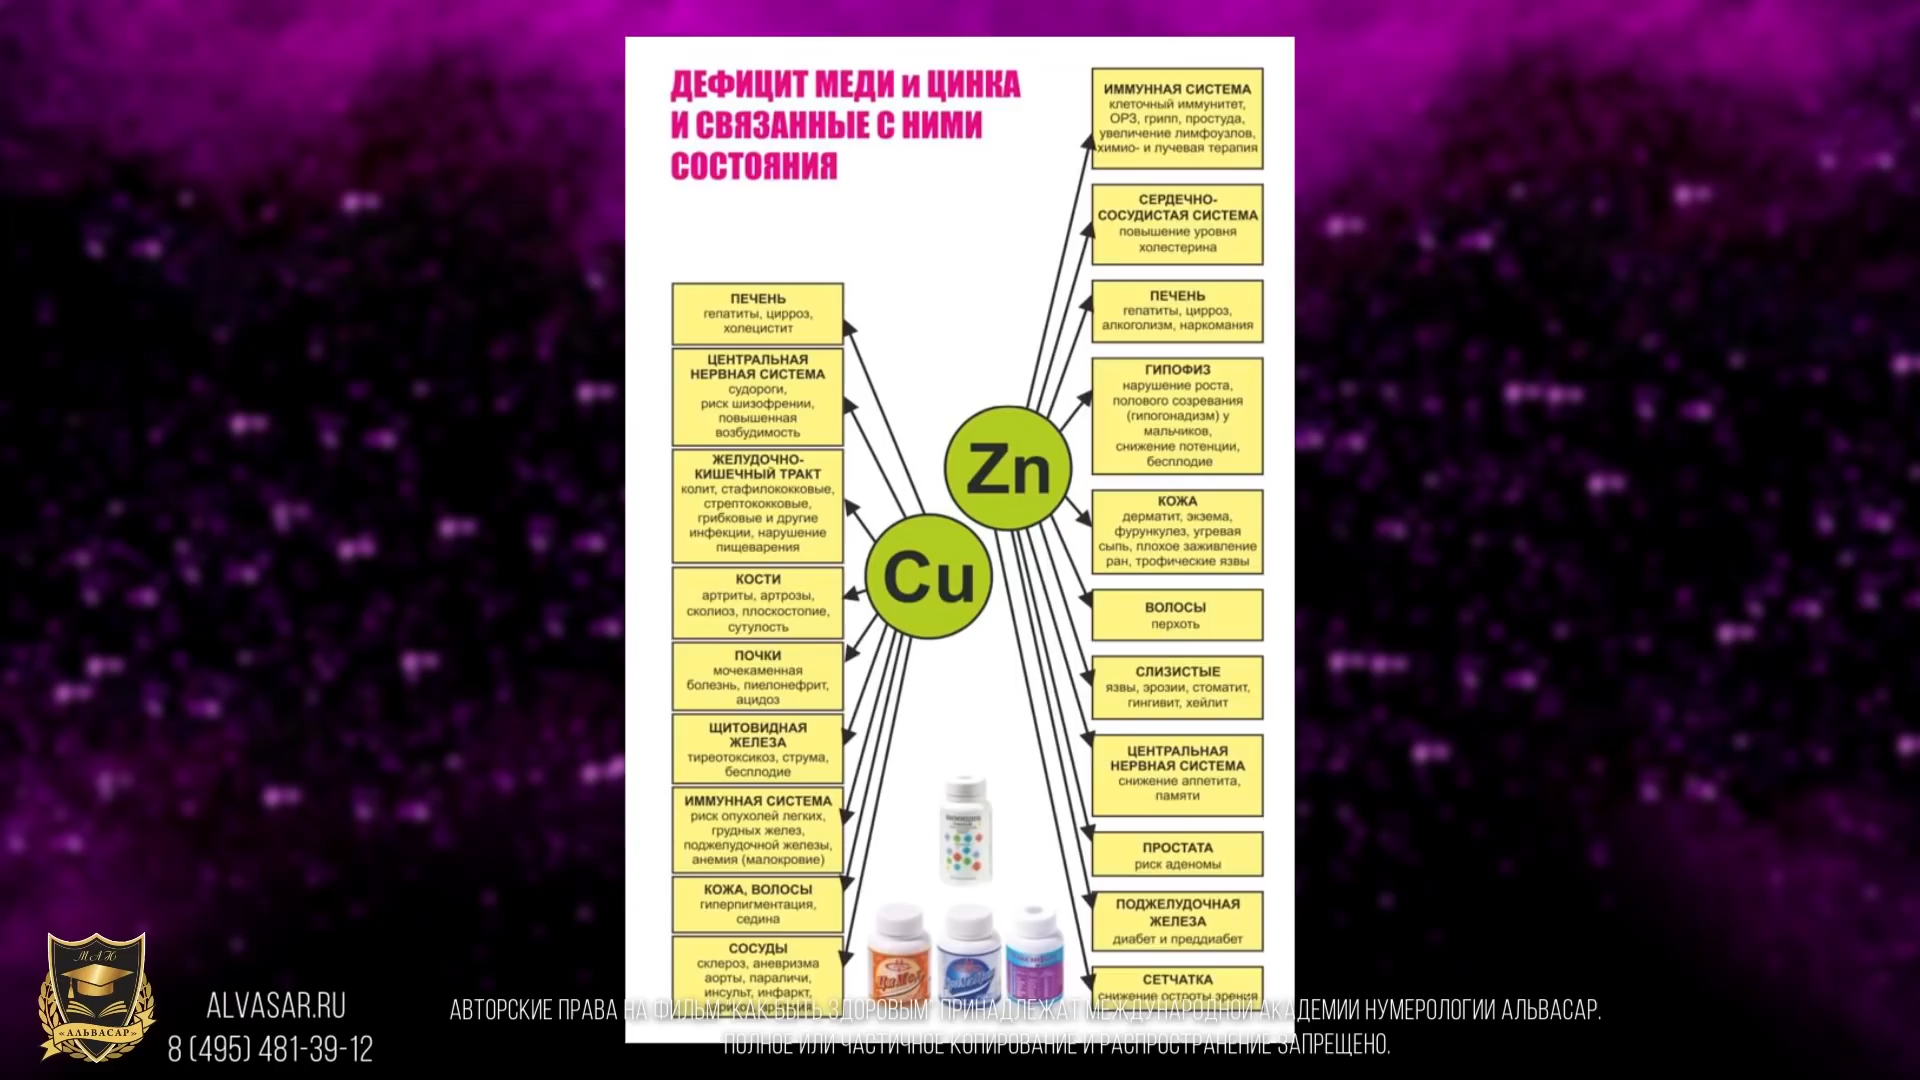 ДЕФИЦИТ МЕДИ и ЦИНКА
И СВЯЗАННЫЕ С НИМИ
СОСТОЯНИЯ
ПЕЧЕНЬ
гепатиты, цирроз,
холецистит
ЦЕНТРАЛЬНАЯ
НЕРВНАЯ СИСТЕМА
судороги,
риск шизофрении,
повышенная
возбудимость
ЖЕЛУДОЧНО-
КИШЕЧНЫЙ ТРАКТ
колит, стафилококковые,
стрептококковые,
грибковые и другие
инфекции, нарушение
пищеварения
КОСТИ
артриты, артрозы,
сколиоз, плоскостопие,
сутулость
ПОЧКИ
мочекаменная
болезнь, пиелонефрит,
ацидоз
ЩИТОВИДНАЯ
ЖЕЛЕЗА
тиреотоксикоз, струма,
бесплодие
ИММУННАЯ СИСТЕМА
риск опухолей легких,
грудных желез,
поджелудочной железы,
анемия (малокровие)
КОЖА, ВОЛОСЫ
гиперпигментация,
седина
СОСУДЫ
склероз, аневризма
аорты, параличи,
инсульт, инфаркт,
Cu
Zn
ИММУННАЯ СИСТЕМА
клеточный иммунитет,
ОРЗ, грипп, простуда,
увеличение лимфоузлов,
химио- и лучевая терапия
СЕРДЕЧНО-
СОСУДИСТАЯ СИСТЕМА
повышение уровня
холестерина
ПЕЧЕНЬ
гепатиты, цирроз,
алкоголизм, наркомания
ГИПОФИЗ
нарушение роста,
полового созревания
(гипогонадизм) у
мальчиков,
снижение потенции,
бесплодие
КОЖА
дерматит, экзема,
фурункулез, угревая
сыпь, плохое заживление
ран, трофические язвы
ВОЛОСЫ
перхоть
СЛИЗИСТЫЕ
язвы, эрозии, стоматит,
гингивит, хейлит
ЦЕНТРАЛЬНАЯ
НЕРВНАЯ СИСТЕМА
снижение аппетита,
памяти
ПРОСТАТА
риск аденомы
ПОДЖЕЛУДОЧНАЯ
ЖЕЛЕЗА
диабет и преддиабет
СЕТЧАТКА
снижение остроты зрения
МАН
«АЛЬВАСАР»
ALVASAR.RU
8 (495) 481-39-12
АВТОРСКИЕ ПРАВА НА ФИЛЬМ "КАК БЫТЬ ЗДОРОВЫМ" ПРИНАДЛЕЖАТ МЕЖДУНАРОДНОЙ АКАДЕМИИ НУМЕРОЛОГИИ АЛЬВАСАР.
ПОЛНОЕ ИЛИ ЧАСТИЧНОЕ КОПИРОВАНИЕ И РАСПРОСТРАНЕНИЕ ЗАПРЕЩЕНО.